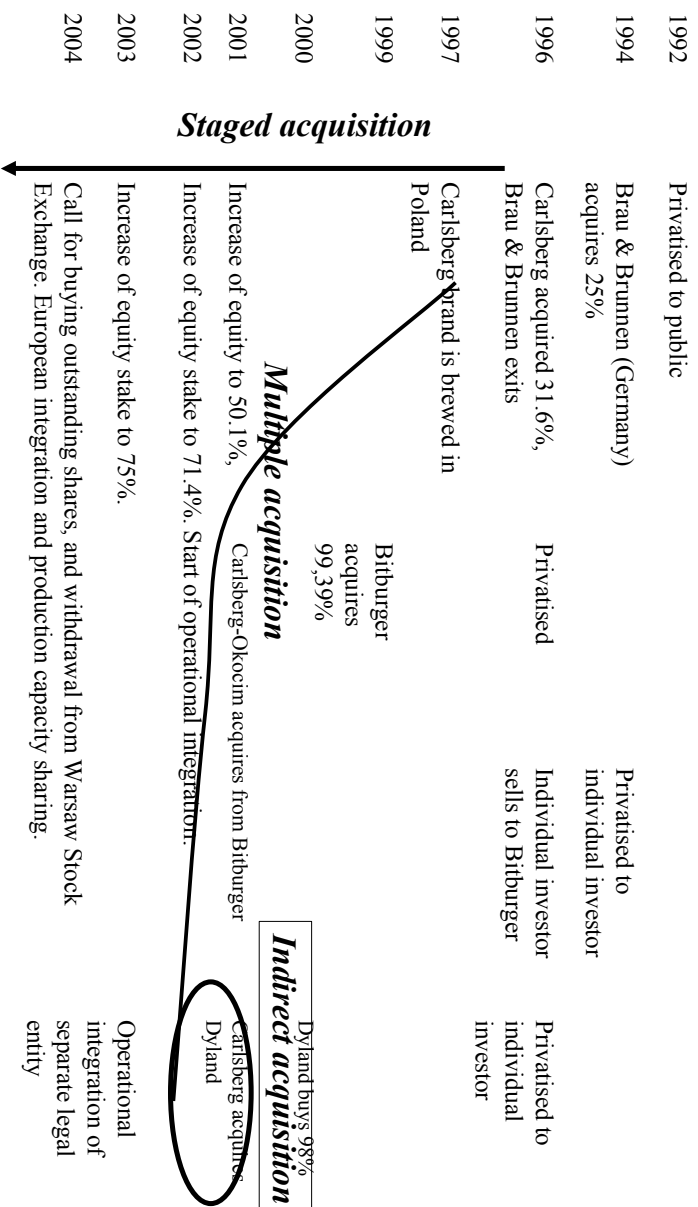 1992
Privatised to public
1994
Brau & Brunnen (Germany)
acquires 25%
Privatised to
individual investor
1996
Carlsberg acquired 31.6%,
Brau & Brunnen exits
Privatised
Individual investor
sells to Bitburger
Privatised to
individual
investor
1997
Carlsberg brand is brewed in
Poland
1999
Bitburger
acquires
99,39%
2000
Dyland buys 98%
Staged acquisition
Multiple acquisition
Indirect acquisition
2001
Increase of equity to 50.1%,
Carlsberg-Okocim acquires from Bitburger
Carlsberg acquires
Dyland
2002
Increase of equity stake to 71.4%. Start of operational integration.
2003
Increase of equity stake to 75%.
Operational
integration of
separate legal
entity
2004
Call for buying outstanding shares, and withdrawal from Warsaw Stock
Exchange. European integration and production capacity sharing.